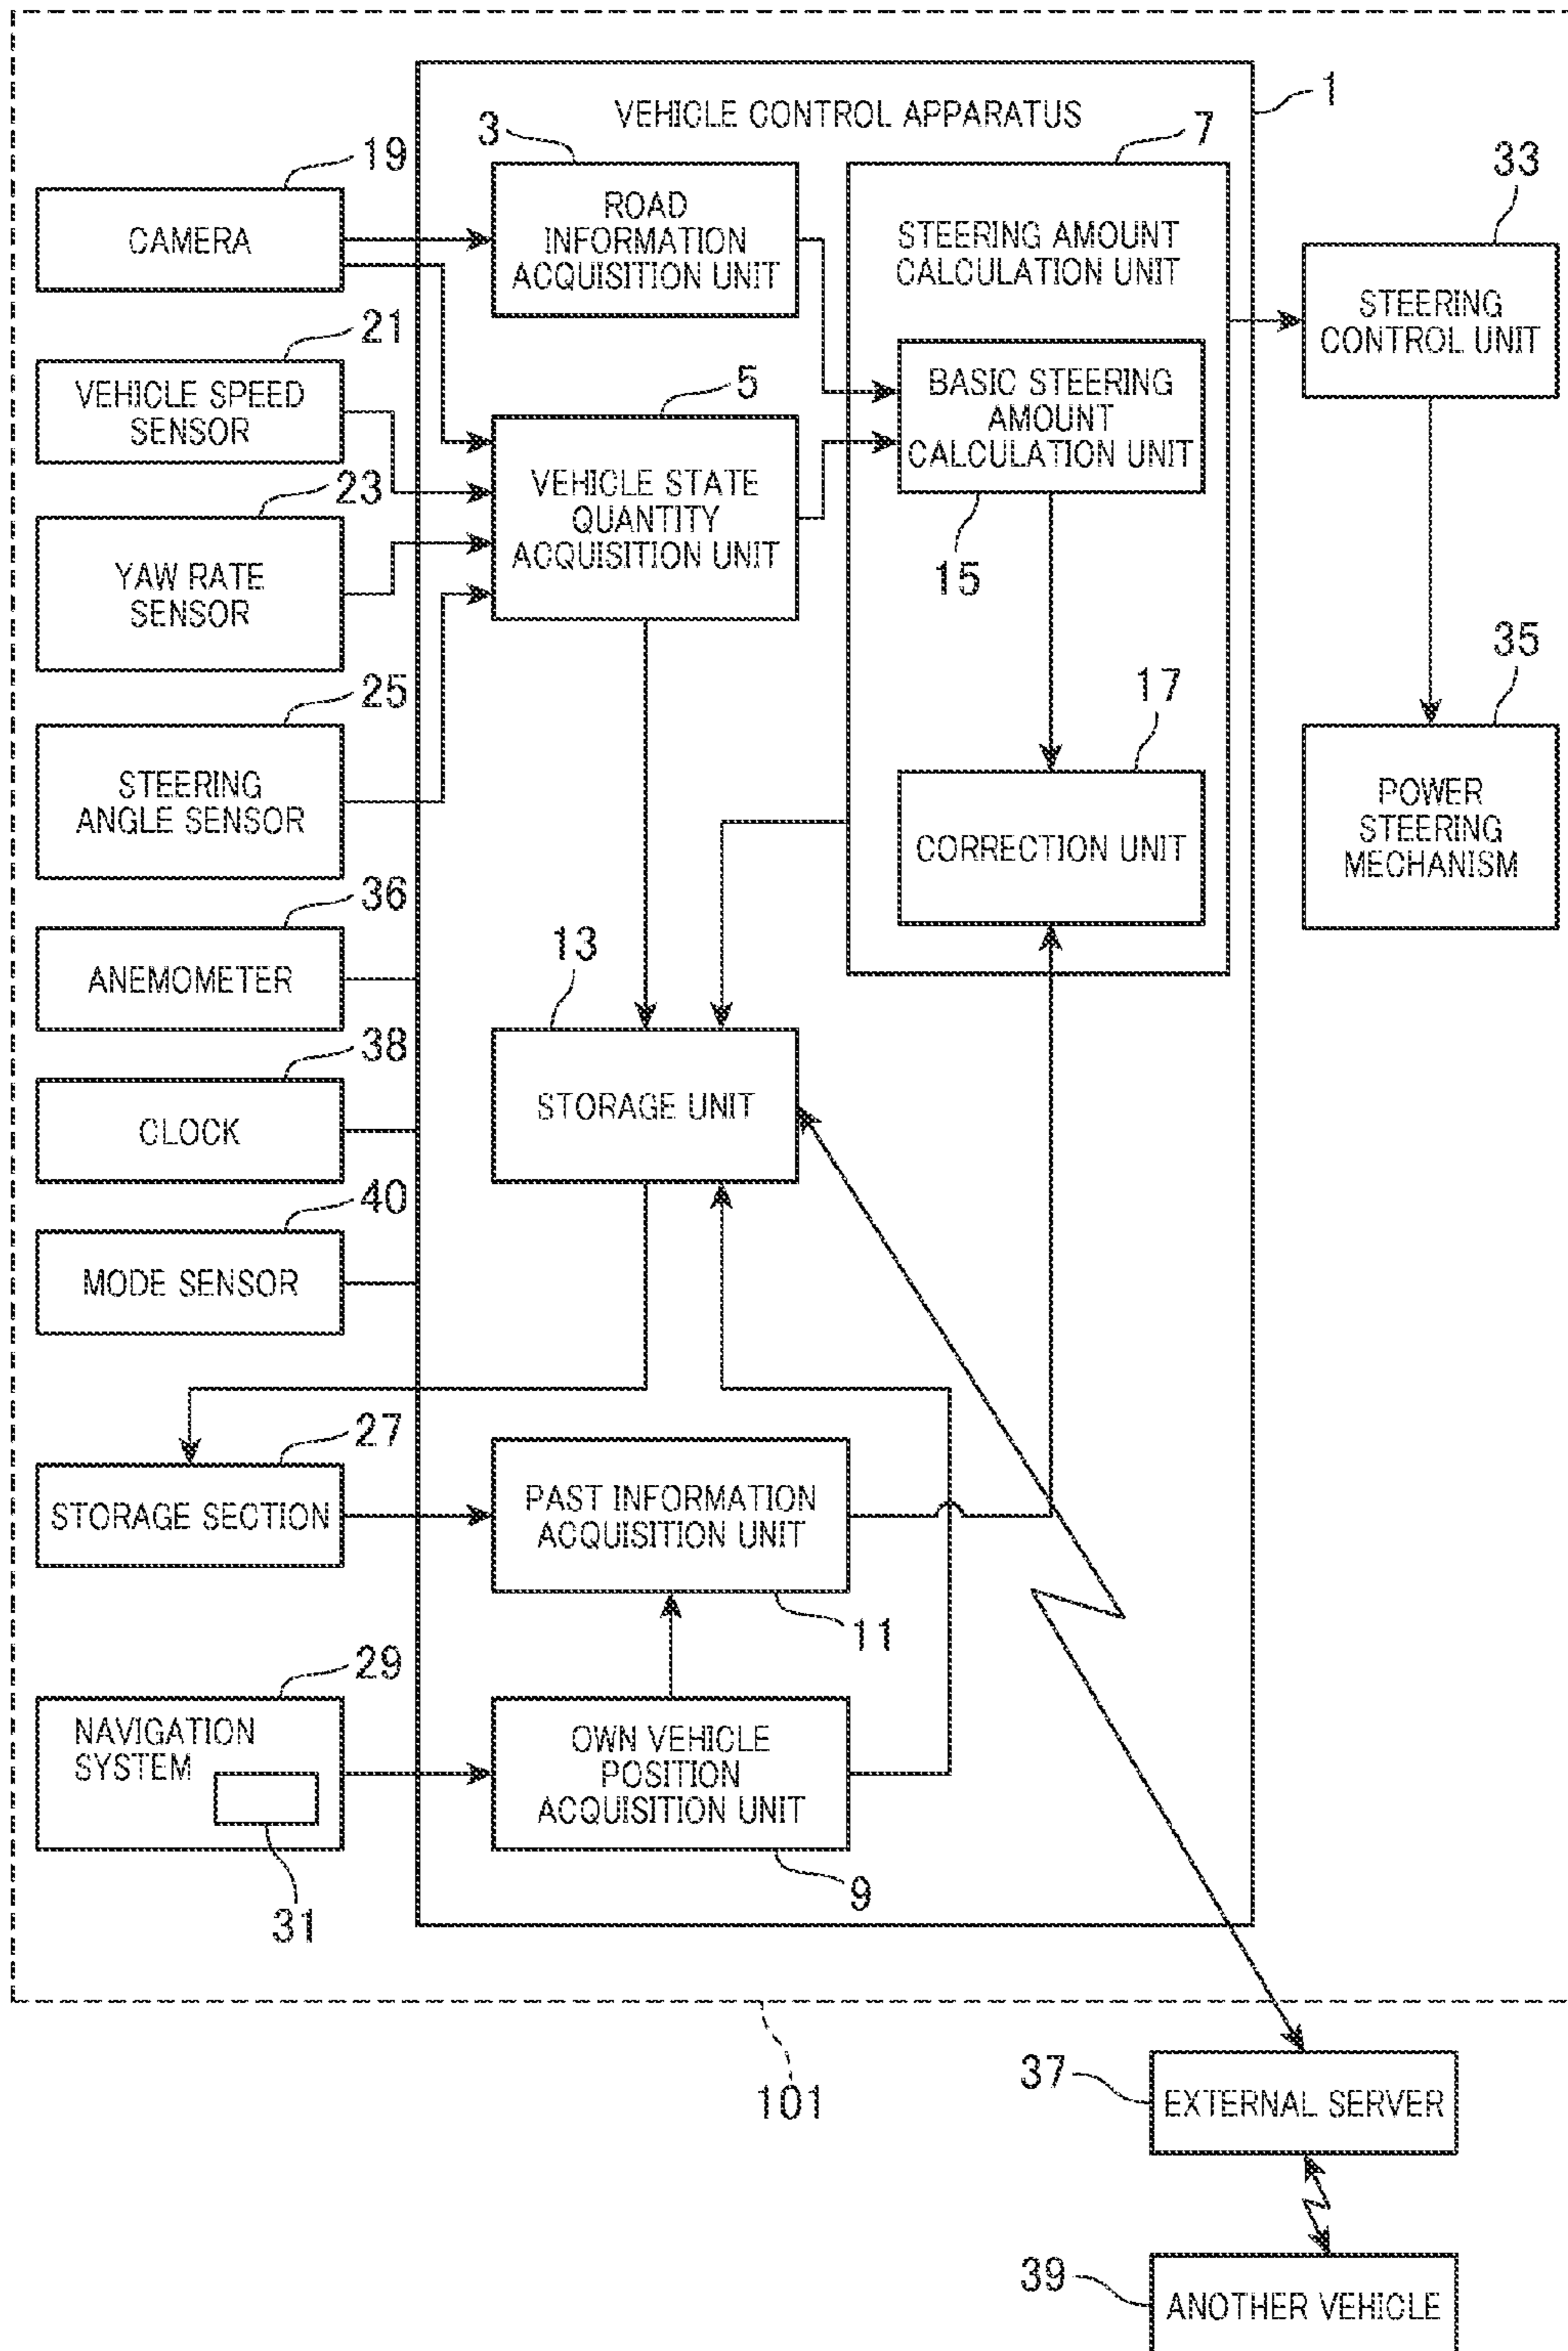 VEHICLE CONTROL APPARATUS
1
3
7
19
33
CAMERA
ROAD
INFORMATION
ACQUISITION UNIT
STEERING AMOUNT
CALCULATION UNIT
STEERING
CONTROL UNIT
21
VEHICLE SPEED
SENSOR
5
BASIC STEERING
AMOUNT
CALCULATION UNIT
15
23
YAW RATE
SENSOR
VEHICLE STATE
QUANTITY
ACQUISITION UNIT
35
POWER
STEERING
MECHANISM
25
STEERING
ANGLE SENSOR
17
CORRECTION UNIT
36
ANEMOMETER
13
STORAGE UNIT
38
CLOCK
40
MODE SENSOR
27
STORAGE SECTION
PAST INFORMATION
ACQUISITION UNIT
11
29
NAVIGATION
SYSTEM
31
OWN VEHICLE
POSITION
ACQUISITION UNIT
9
101
37
EXTERNAL SERVER
39
ANOTHER VEHICLE